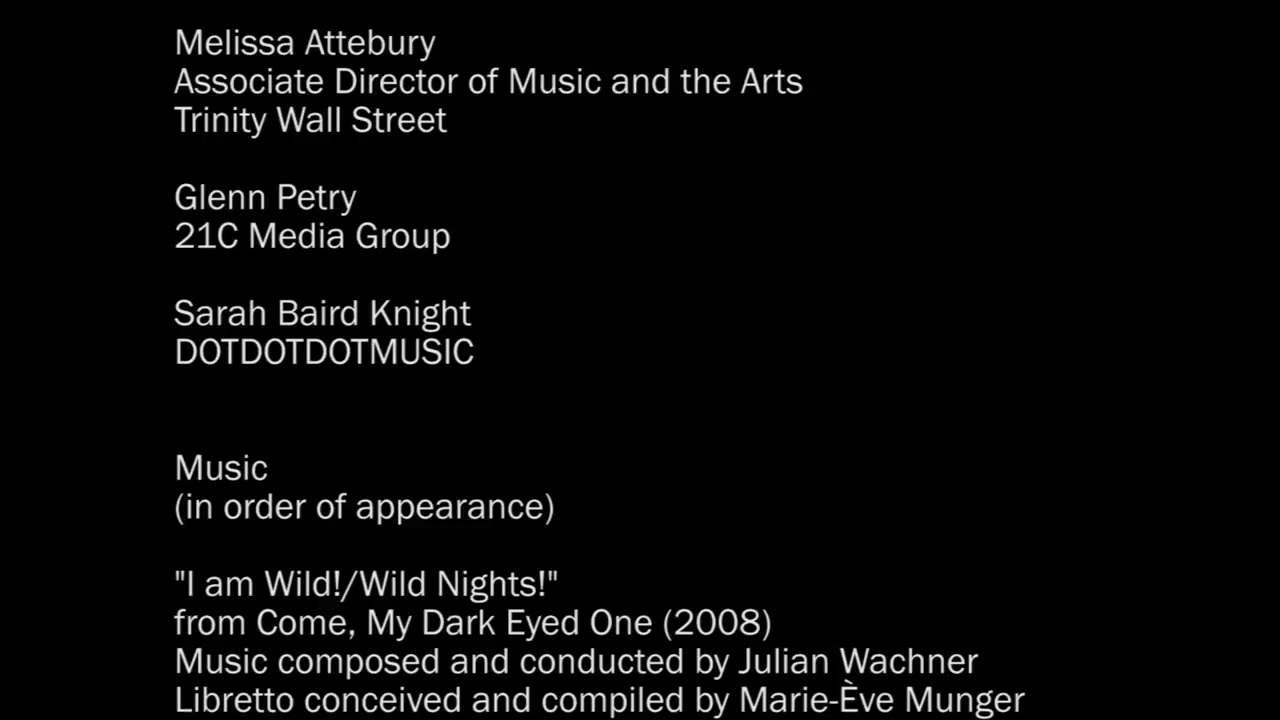 Melissa Attebury
Associate Director of Music and the Arts
Trinity Wall Street
Glenn Petry
21C Media Group
Sarah Baird Knight
DOTDOTDOTMUSIC
Music
(in order of appearance)
"I am Wild!/Wild Nights!"
from Come, My Dark Eyed One (2008)
Music composed and conducted by Julian Wachner
Libretto conceived and compiled by Marie-Ève Munger